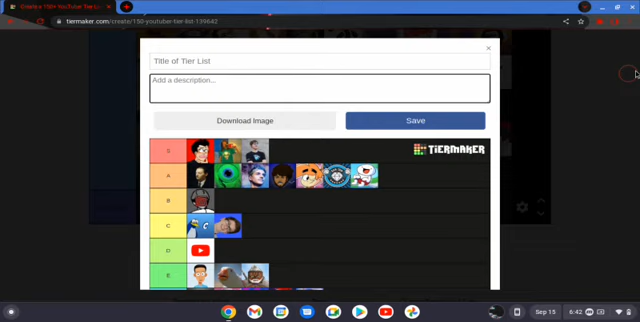 Create a 150+ YouTuber Tier Li
tiermaker.com/create/150-youtuber-tier-list-139642
Title of Tier List
Add a description...
Download Image
Save
S
TIERMAKER
A
B
C
D
E
Sep 15
6:42